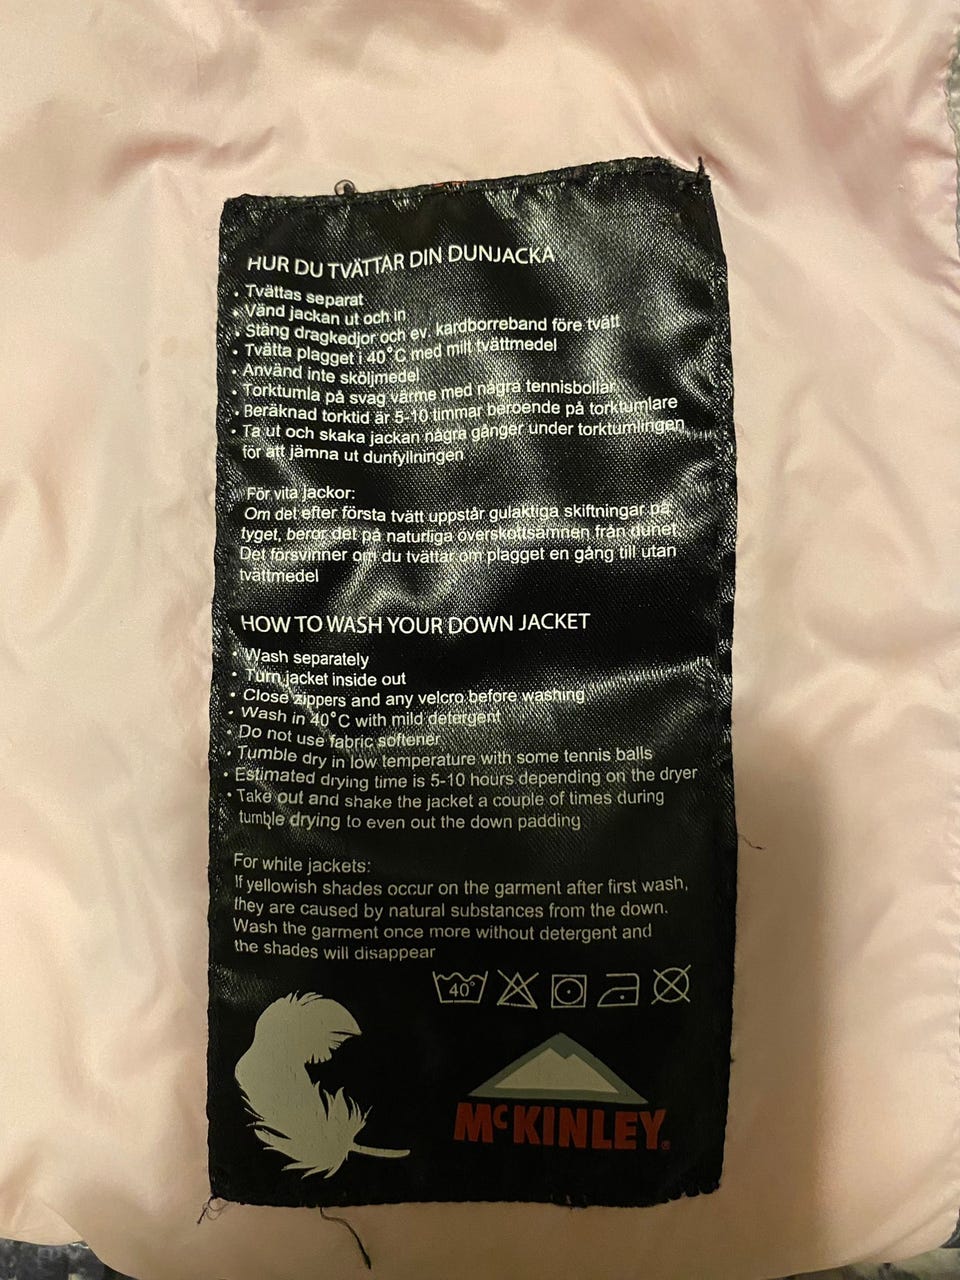 HUR DU TVÄTTAR DIN DUNJACKA
• Tvättas separat
• Vänd jackan ut och in
• Stäng dragkedjor och ev. kardborreband före tvätt
• Tvätta plagget i 40°C med milt tvättmedel
• Använd inte sköljmedel
• Torktumla på svag värme med några tennisbollar
• Beräknad torktid är 5-10 timmar beroende på torktumlare
• Ta ut och skaka jackan några gånger under torktumlingen
för att jämna ut dunfyllningen
För vita jackor:
Om det efter första tvätt uppstår gulaktiga skiftningar på
tyget, beror det på naturliga överskottsämnen från dunet.
Det försvinner om du tvättar om plagget en gång till utan
tvättmedel
HOW TO WASH YOUR DOWN JACKET
• Wash separately
• Turn jacket inside out
• Close zippers and any velcro before washing
• Wash in 40°C with mild detergent
• Do not use fabric softener
• Tumble dry in low temperature with some tennis balls
• Estimated drying time is 5-10 hours depending on the dryer
• Take out and shake the jacket a couple of times during
tumble drying to even out the down padding
For white jackets:
If yellowish shades occur on the garment after first wash,
they are caused by natural substances from the down.
Wash the garment once more without detergent and
the shades will disappear
40°
McKINLEY®